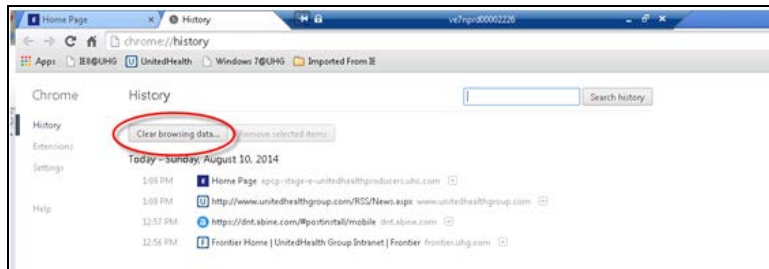 Home Page × History ve7nprd00002226
chrome://history
Apps IE8@UHG UnitedHealth Windows 7@UHG Imported From IE
Chrome History Search history
History Clear browsing data... Remove selected items
Extensions
Today - Sunday, August 10, 2014
Settings
1:03 PM Home Page epcp-stage-e-unitedhealthproducers.uhc.com
1:03 PM http://www.unitedhealthgroup.com/RSS/News.aspx www.unitedhealthgroup.com
Help
12:57 PM https://dnt.abine.com/#postinstall/mobile dnt.abine.com
12:56 PM Frontier Home | UnitedHealth Group Intranet | Frontier frontier.uhg.com